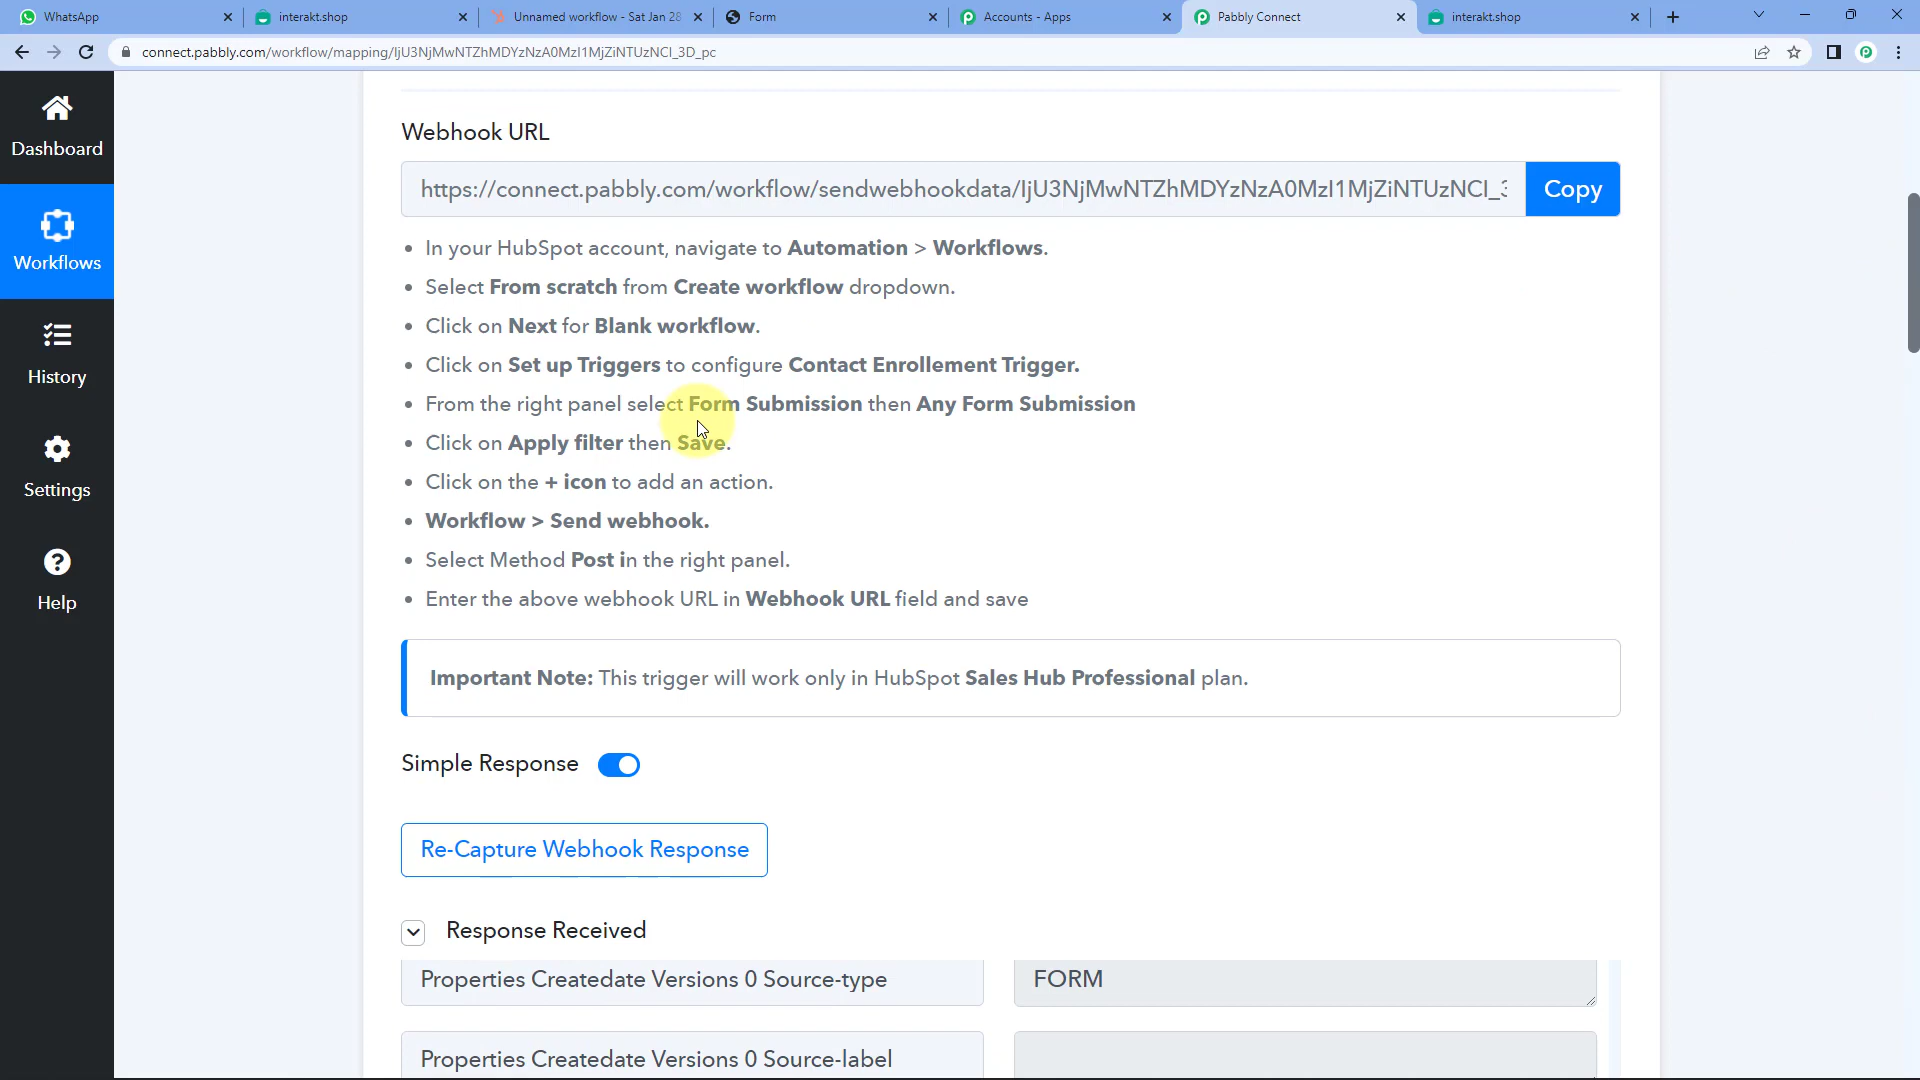 WhatsApp
interakt.shop
Unnamed workflow - Sat Jan 28
Form
Accounts - Apps
Pabbly Connect
interakt.shop
connect.pabbly.com/workflow/mapping/IjU3NjMwNTZhMDYzNzA0MzI1MjZiNTUzNCI_3D_pc
Dashboard
Workflows
History
Settings
Help
Webhook URL
https://connect.pabbly.com/workflow/sendwebhookdata/IjU3NjMwNTZhMDYzNzA0MzI1MjZiNTUzNCI_3
Copy
• In your HubSpot account, navigate to Automation > Workflows.
• Select From scratch from Create workflow dropdown.
• Click on Next for Blank workflow.
• Click on Set up Triggers to configure Contact Enrollement Trigger.
• From the right panel select Form Submission then Any Form Submission
• Click on Apply filter then Save.
• Click on the + icon to add an action.
• Workflow > Send webhook.
• Select Method Post in the right panel.
• Enter the above webhook URL in Webhook URL field and save
Important Note: This trigger will work only in HubSpot Sales Hub Professional plan.
Simple Response
Re-Capture Webhook Response
Response Received
Properties Createdate Versions 0 Source-type
FORM
Properties Createdate Versions 0 Source-label